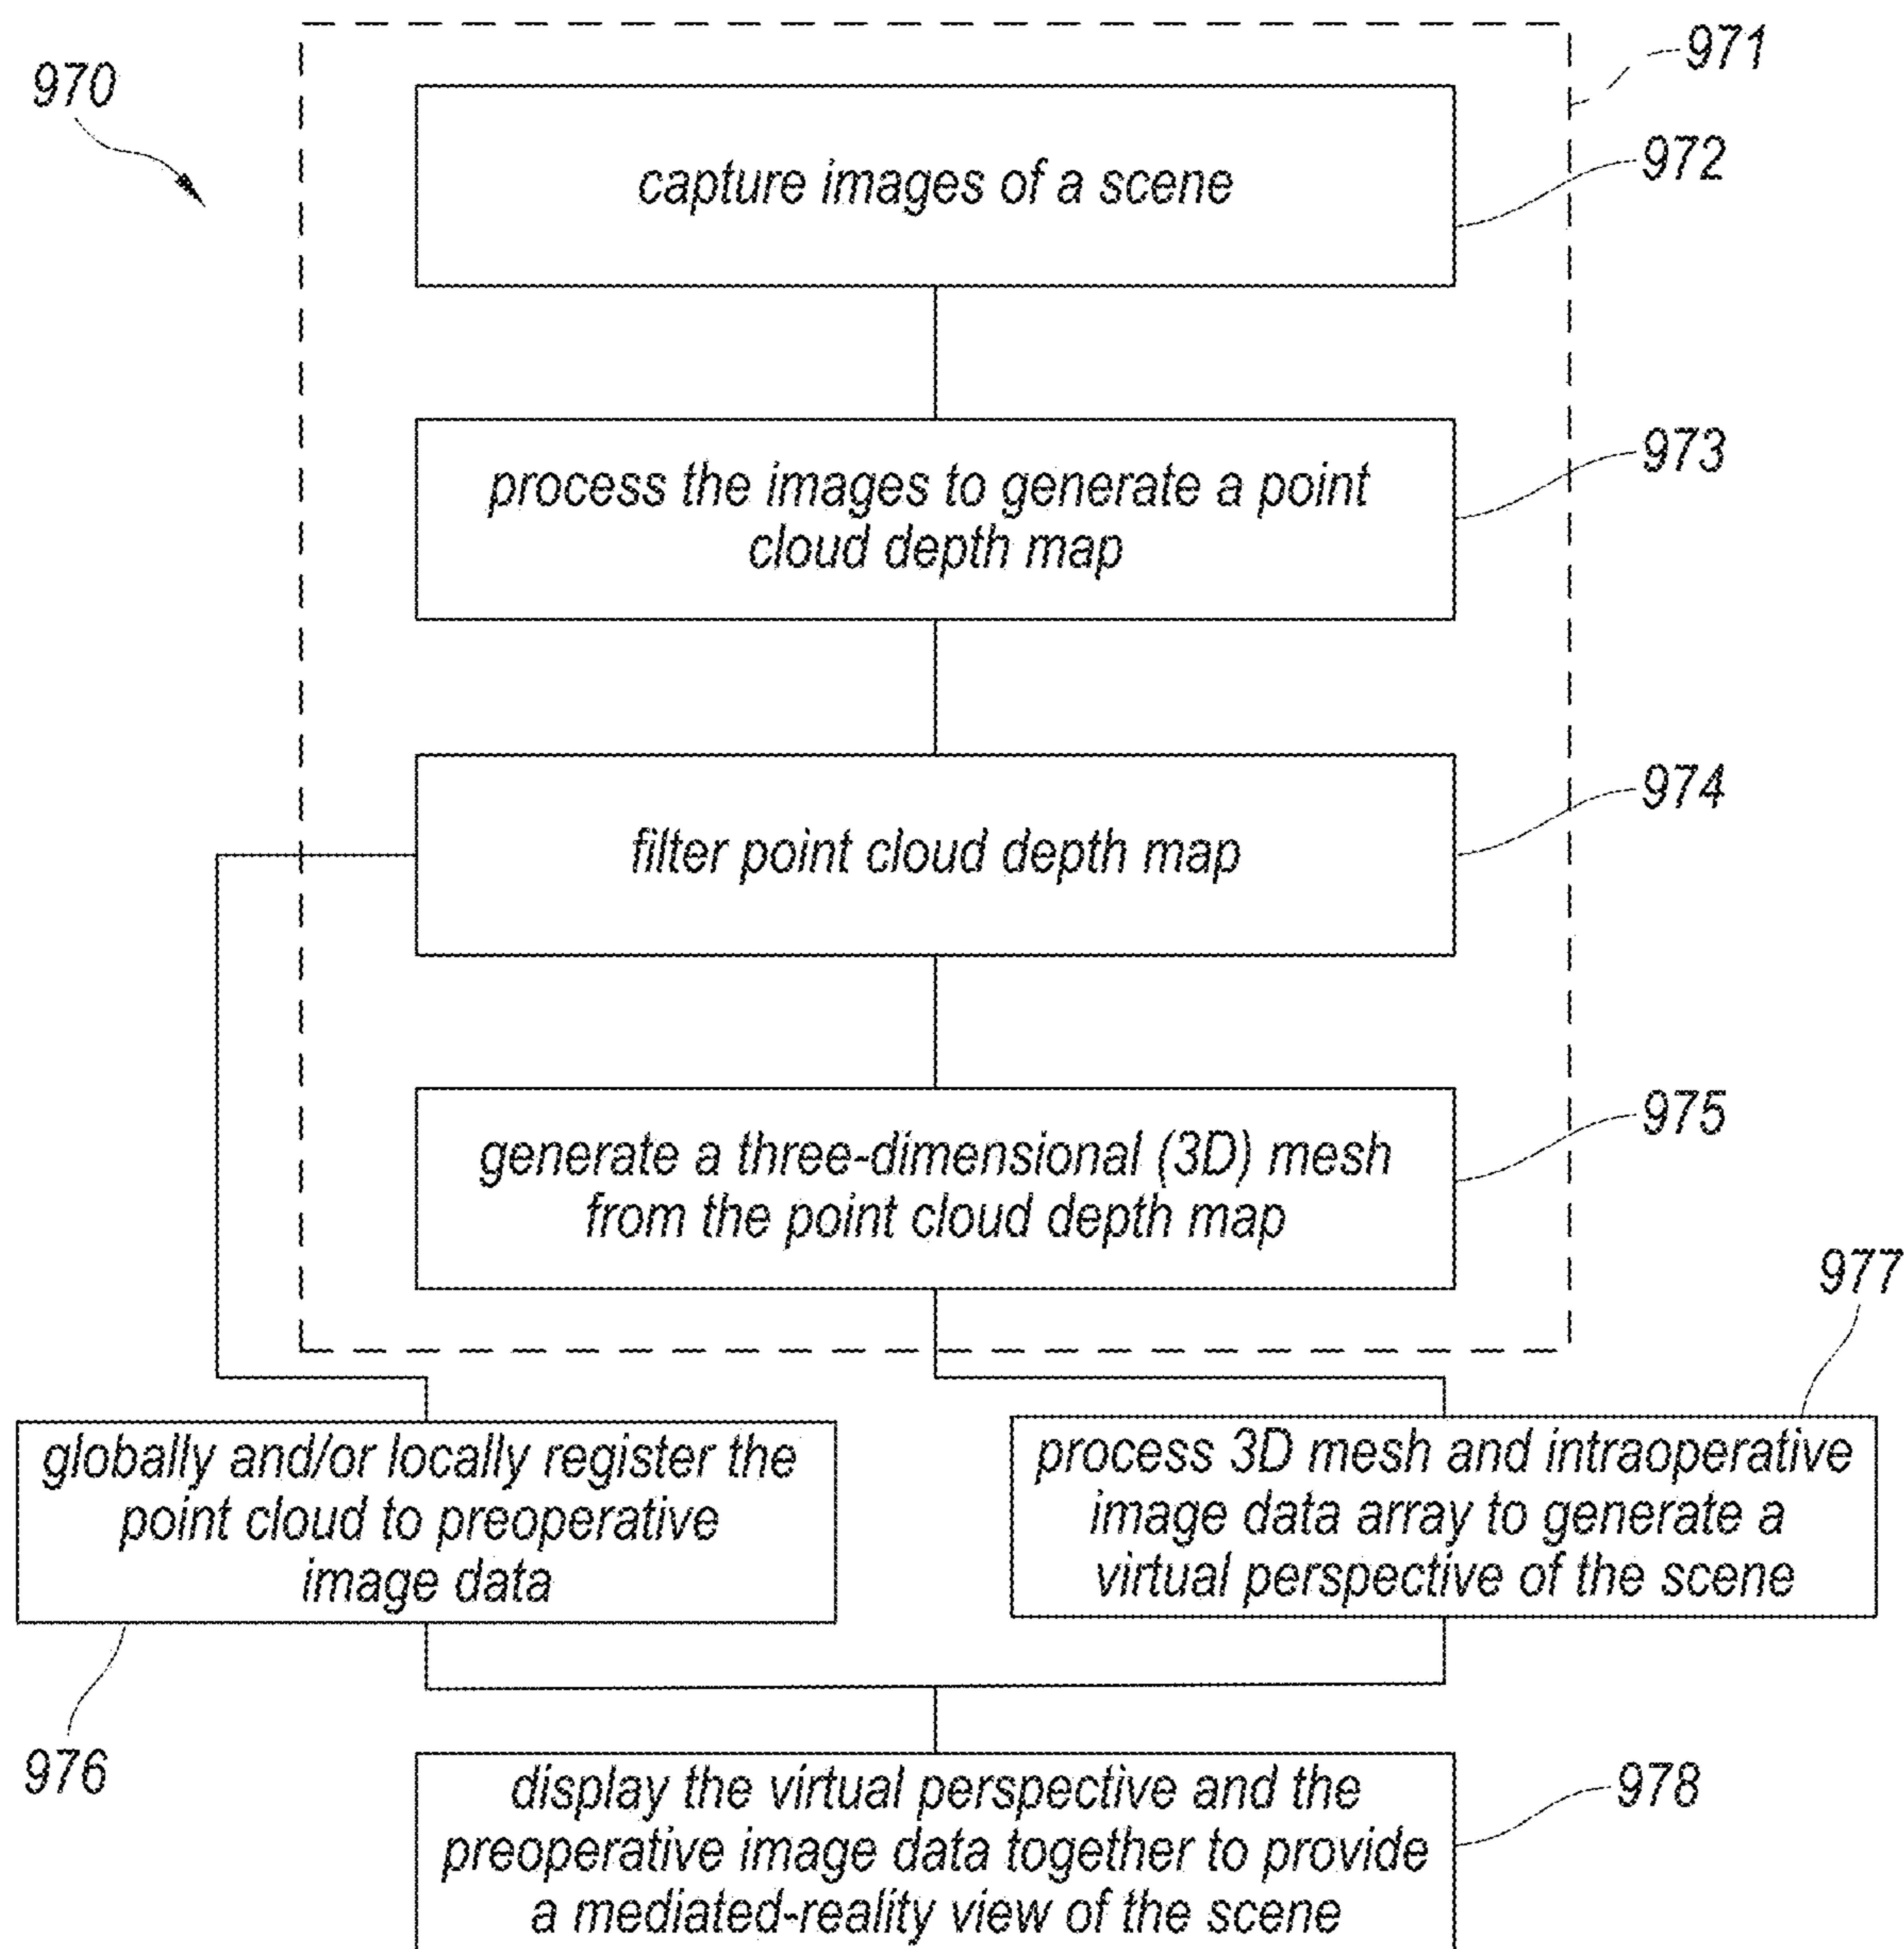 970
971
capture images of a scene
972
process the images to generate a point
cloud depth map
973
filter point cloud depth map
974
generate a three-dimensional (3D) mesh
from the point cloud depth map
975
977
globally and/or locally register the
point cloud to preoperative
image data
process 3D mesh and intraoperative
image data array to generate a
virtual perspective of the scene
976
display the virtual perspective and the
preoperative image data together to provide
a mediated-reality view of the scene
978